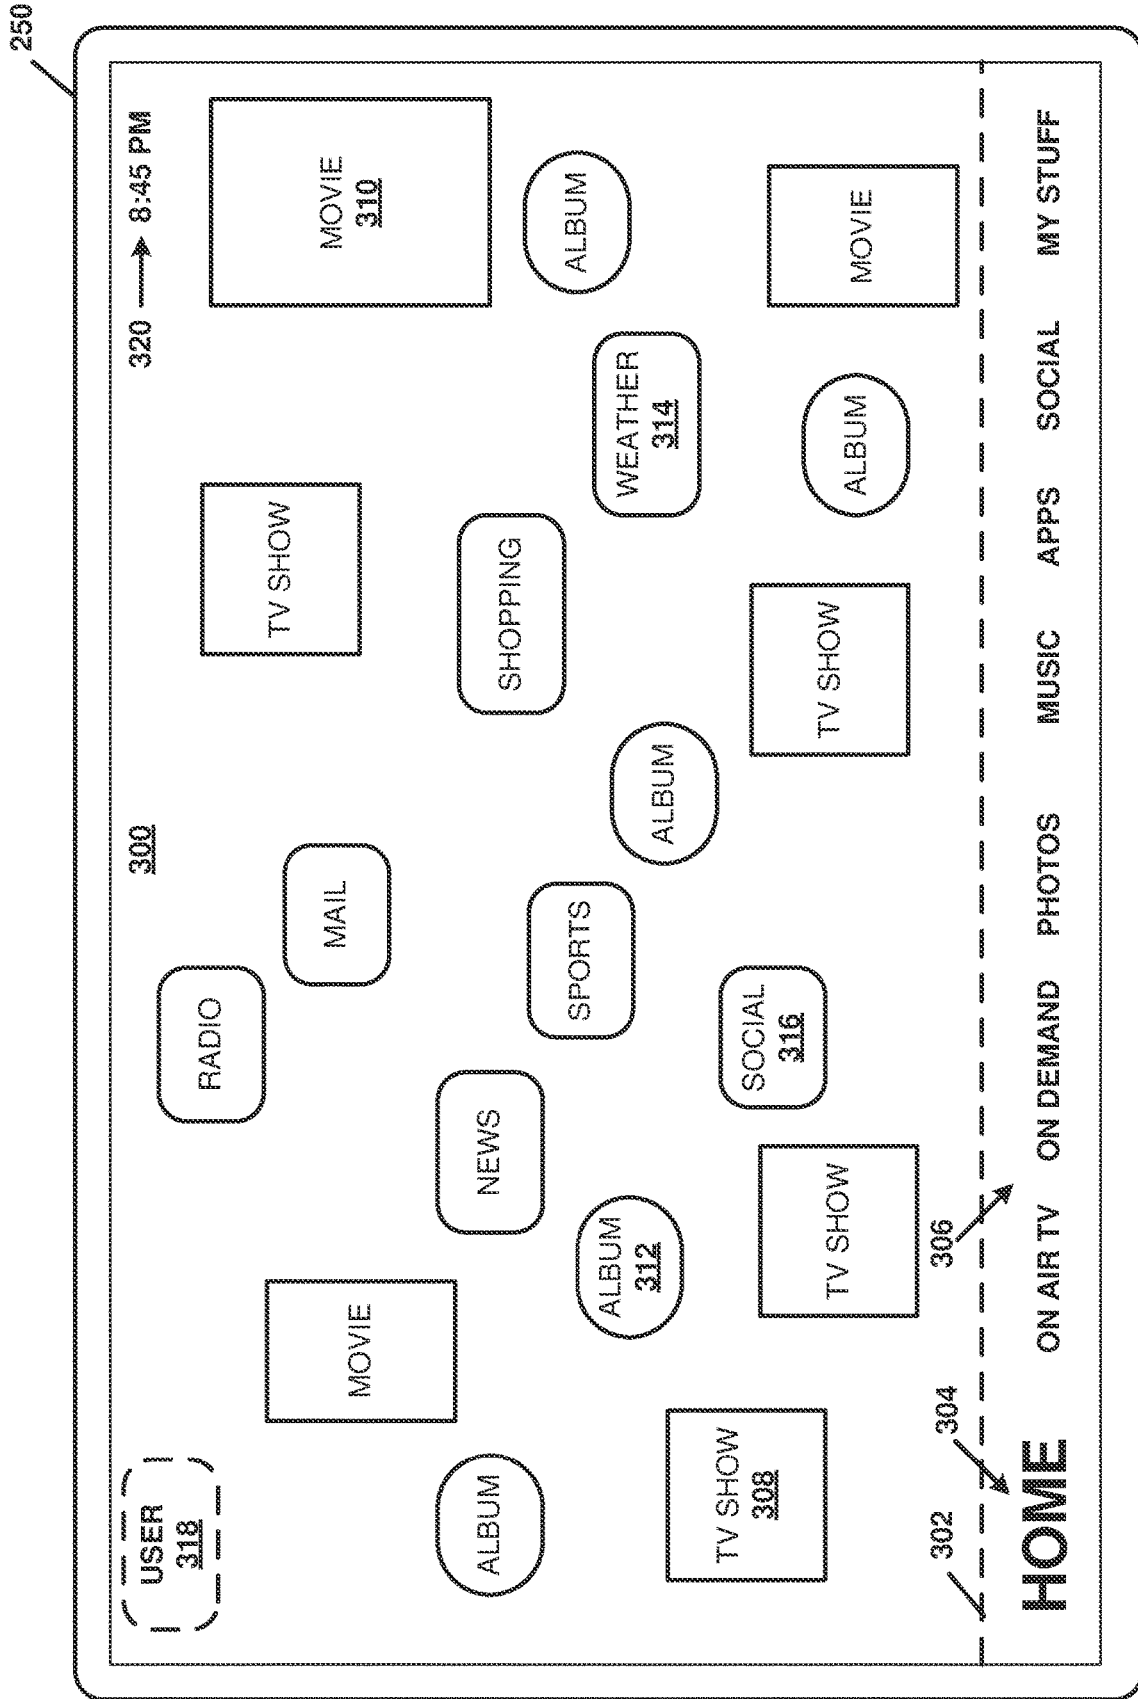 250
USER
318
300
320
8:45 PM
RADIO
MAIL
TV SHOW
MOVIE
310
MOVIE
ALBUM
NEWS
SPORTS
SHOPPING
ALBUM
ALBUM
312
ALBUM
WEATHER
314
TV SHOW
308
TV SHOW
SOCIAL
316
TV SHOW
ALBUM
MOVIE
302
304
306
HOME
ON AIR TV
ON DEMAND
PHOTOS
MUSIC
APPS
SOCIAL
MY STUFF